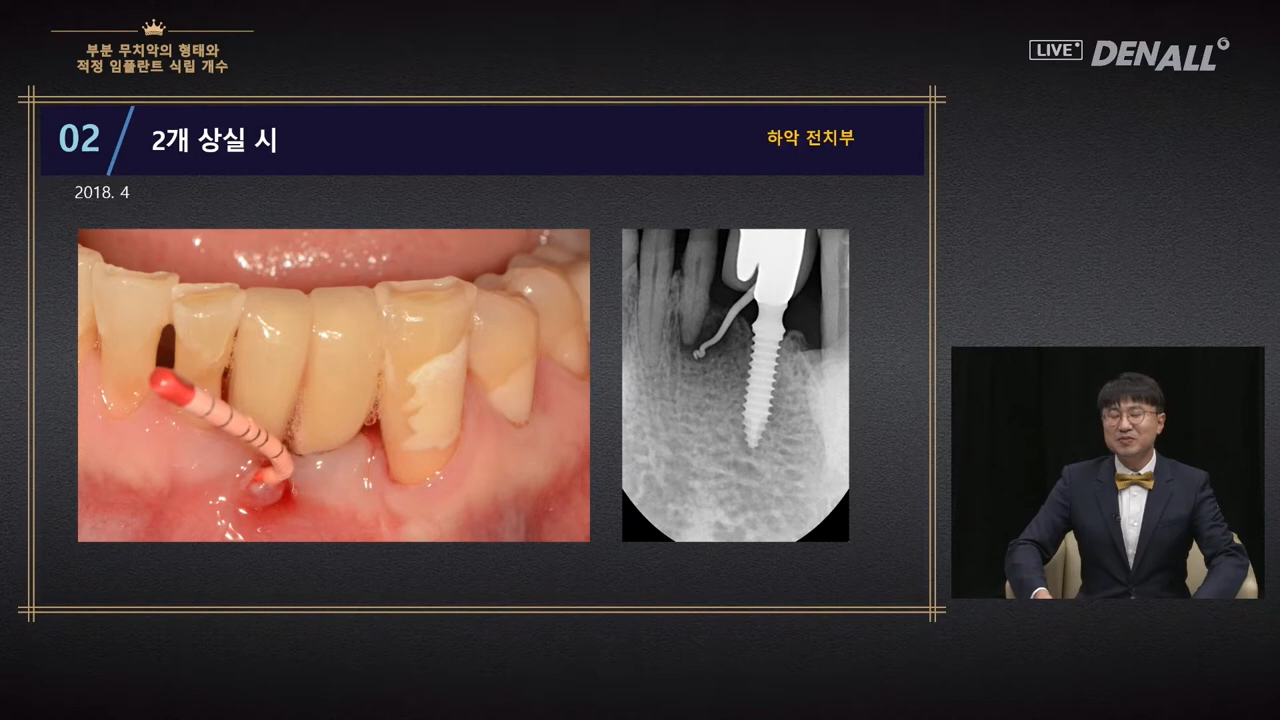 부분 무치악의 형태와
적정 임플란트 식립 개수
LIVE
DENALL
02
2개 상실 시
하악 전치부
2018. 4